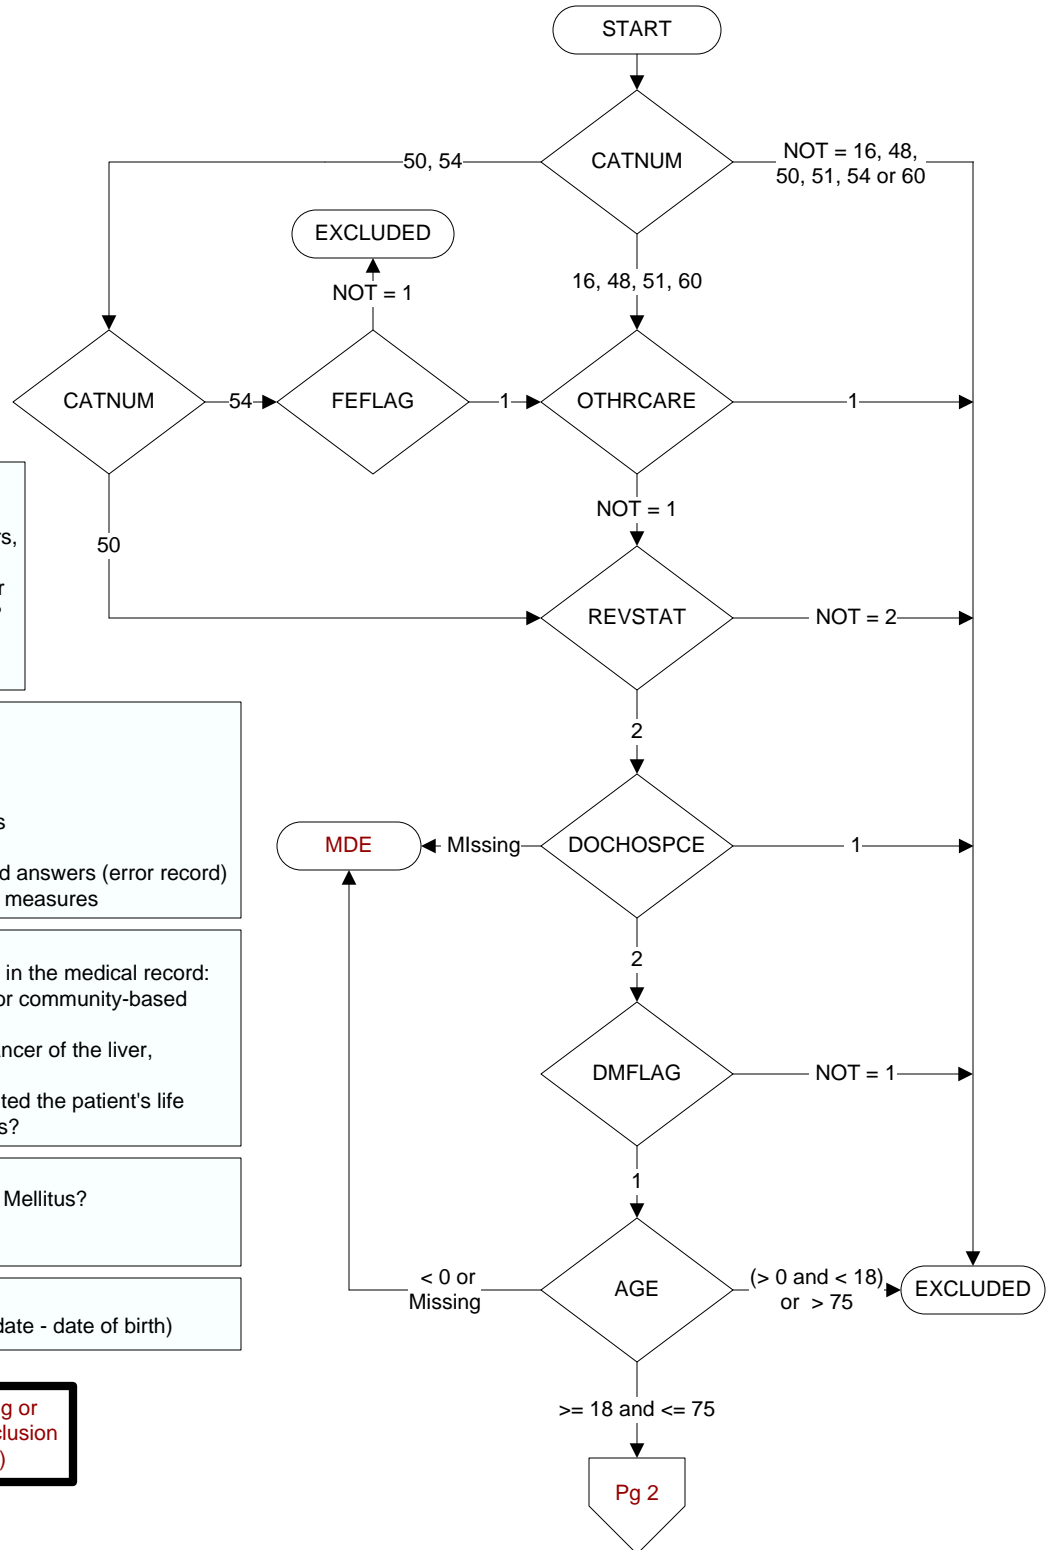 START
CATNUM
50, 54
NOT = 16, 48,
50, 51, 54 or 60
EXCLUDED
NOT = 1
16, 48, 51, 60
CATNUM
54
FEFLAG
1
OTHRCARE
1
NOT = 1
50
REVSTAT
NOT = 2
2
MDE
MIssing
DOCHOSPCE
1
2
DMFLAG
NOT = 1
1
< 0 or
Missing
AGE
(> 0 and < 18)
or > 75
EXCLUDED
>= 18 and <= 75
Pg 2
d answers (error record)
measures
in the medical record:
or community-based
ncer of the liver,
ted the patient's life
s?
Mellitus?
date - date of birth)
g or
clusion
)